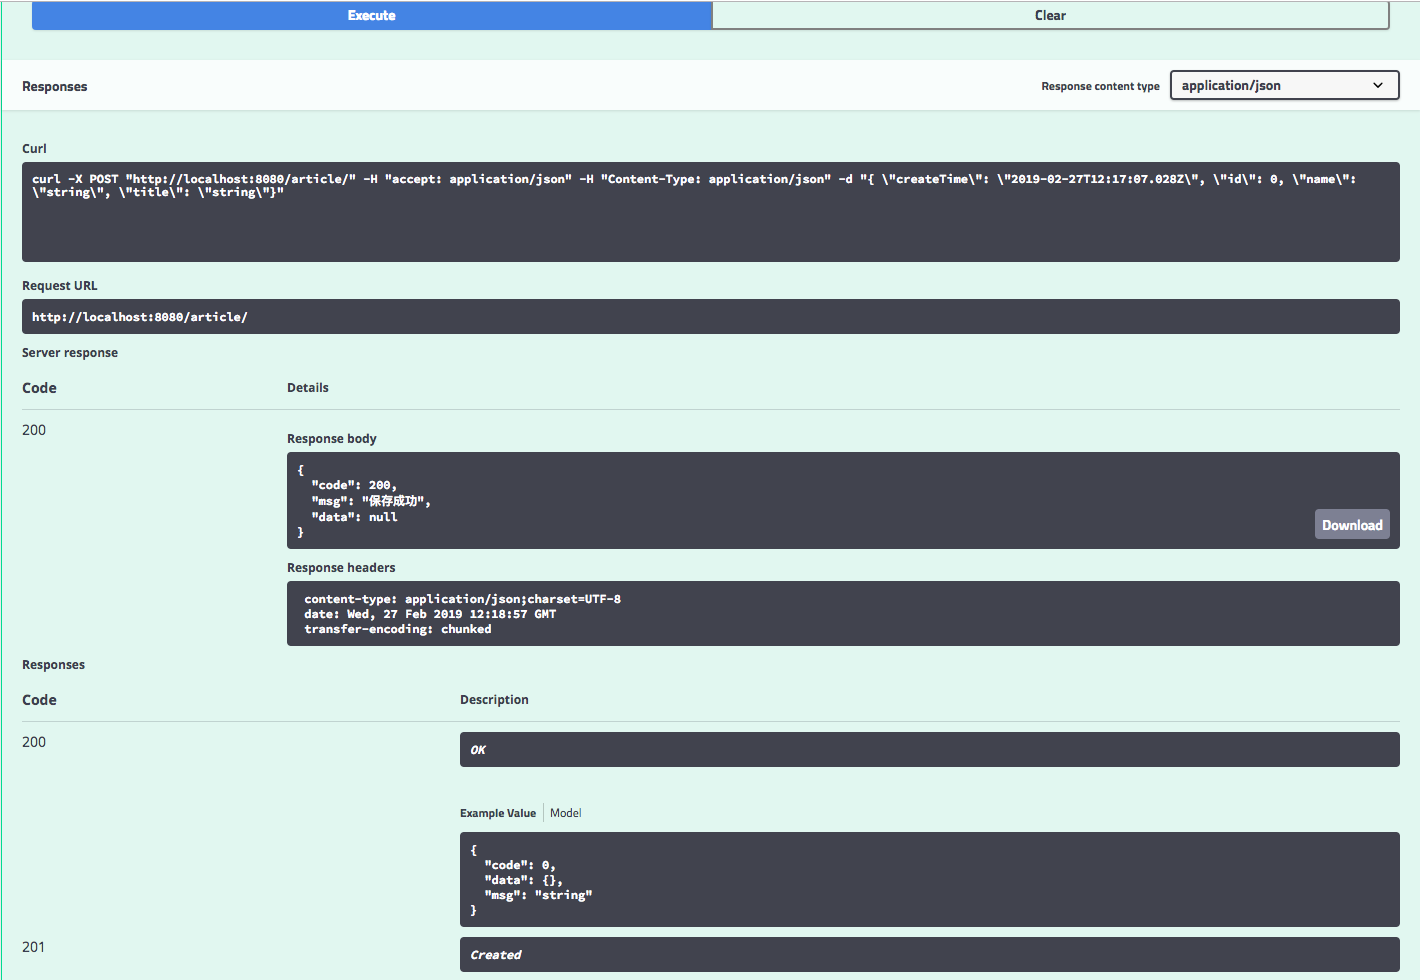 Execute
Clear
Responses
Response content type
application/json
Curl
curl -X POST "http://localhost:8080/article/" -H "accept: application/json" -H "Content-Type: application/json" -d "{ \"createTime\": \"2019-02-27T12:17:07.028Z\", \"id\": 0, \"name\":
\"string\", \"title\": \"string\"}"
Request URL
http://localhost:8080/article/
Server response
Code
Details
200
Response body
{
"code": 200,
"msg": "保存成功",
"data": null
}
Download
Response headers
content-type: application/json;charset=UTF-8
date: Wed, 27 Feb 2019 12:18:57 GMT
transfer-encoding: chunked
Responses
Code
Description
200
OK
Example Value
Model
{
"code": 0,
"data": {},
"msg": "string"
}
201
Created